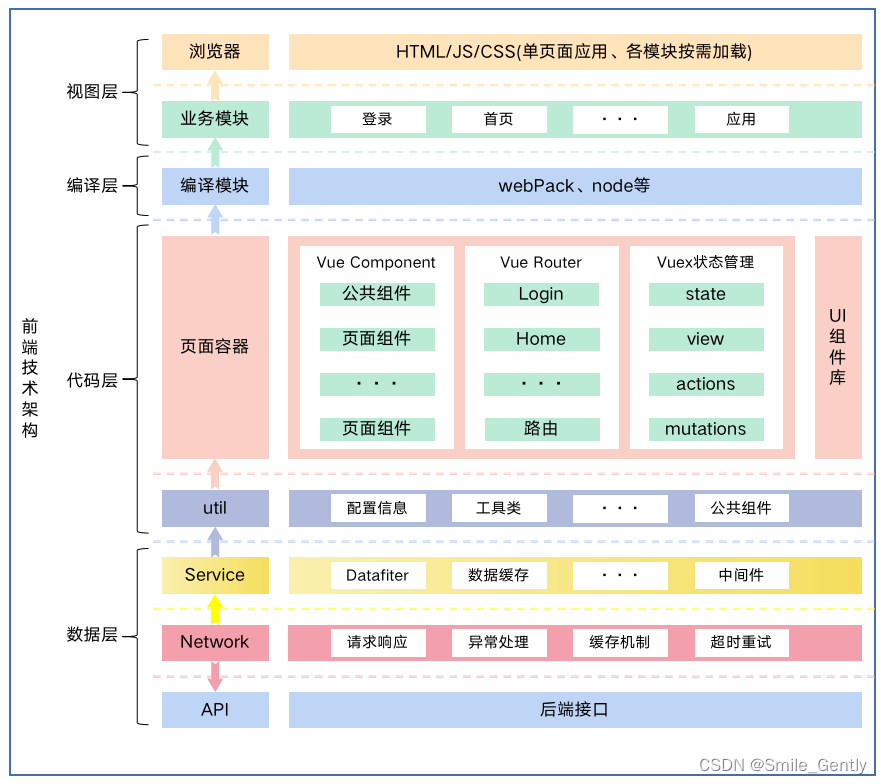 前端技术架构
视图层
浏览器
HTML/JS/CSS(单页面应用、各模块按需加载)
业务模块
登录
首页
···
应用
编译层
编译模块
webPack、node等
代码层
页面容器
Vue Component
公共组件
页面组件
···
页面组件
Vue Router
Login
Home
···
路由
Vuex状态管理
state
view
actions
mutations
UI组件库
util
配置信息
工具类
···
公共组件
数据层
Service
Datafiter
数据缓存
···
中间件
Network
请求响应
异常处理
缓存机制
超时重试
API
后端接口
CSDN @Smile_Gently